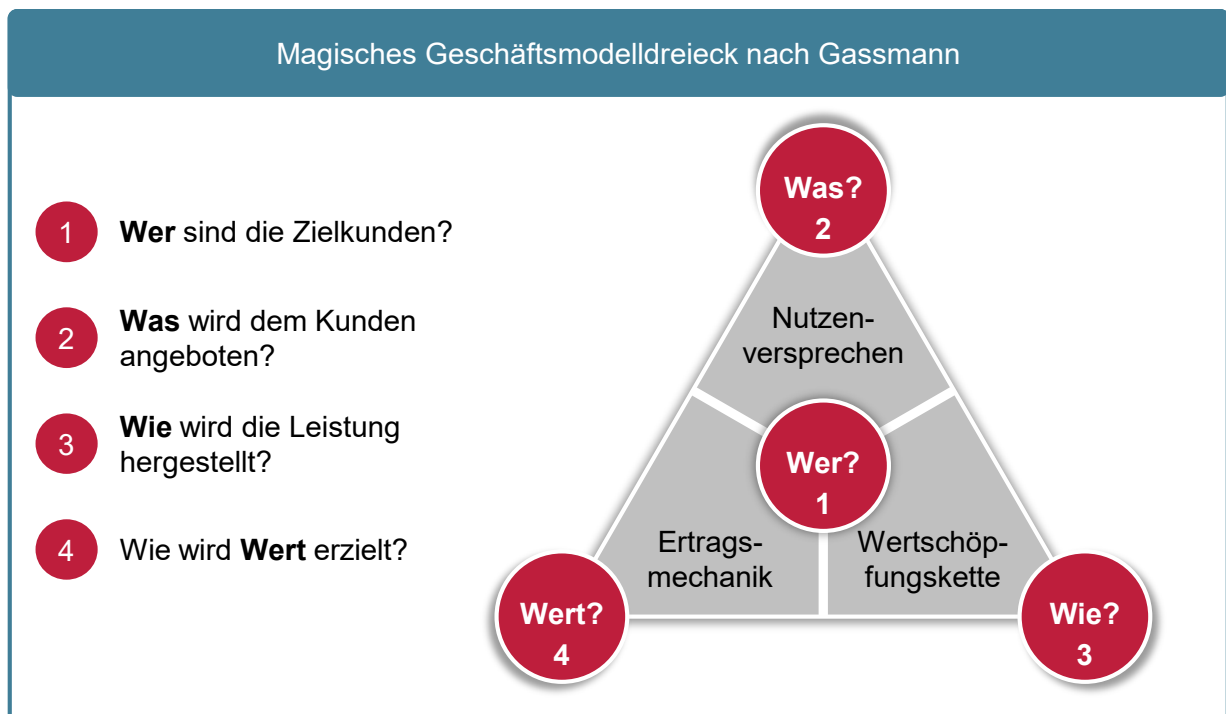 Magisches Geschäftsmodelldreieck nach Gassmann
1
Wer sind die Zielkunden?
2
Was wird dem Kunden
angeboten?
3
Wie wird die Leistung
hergestellt?
4
Wie wird Wert erzielt?
Was?
2
Nutzen-
versprechen
Wer?
1
Ertrags-
mechanik
Wertschöp-
fungskette
Wert?
4
Wie?
3